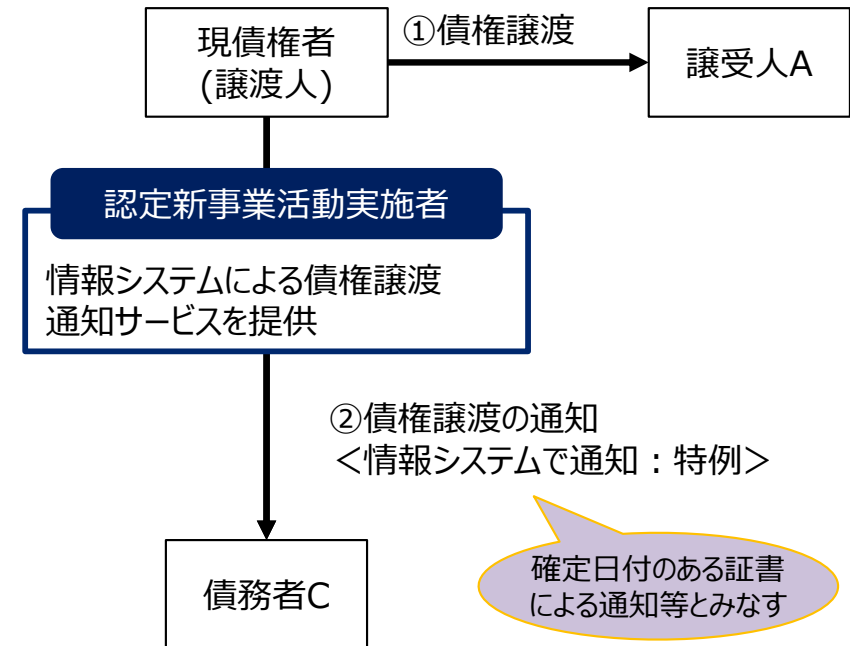 現債権者
(譲渡人)
①債権譲渡
譲受人A
認定新事業活動実施者
情報システムによる債権譲渡
通知サービスを提供
②債権譲渡の通知
＜情報システムで通知：特例＞
確定日付のある証書
による通知等とみなす
債務者C